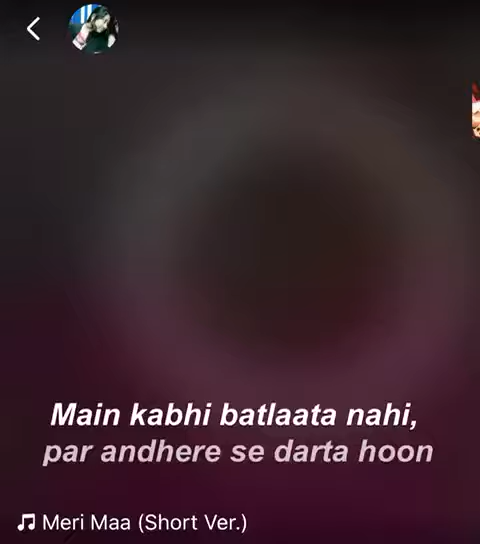 Main kabhi batlaata nahi,
par andhere se darta hoon
Meri Maa (Short Ver.)